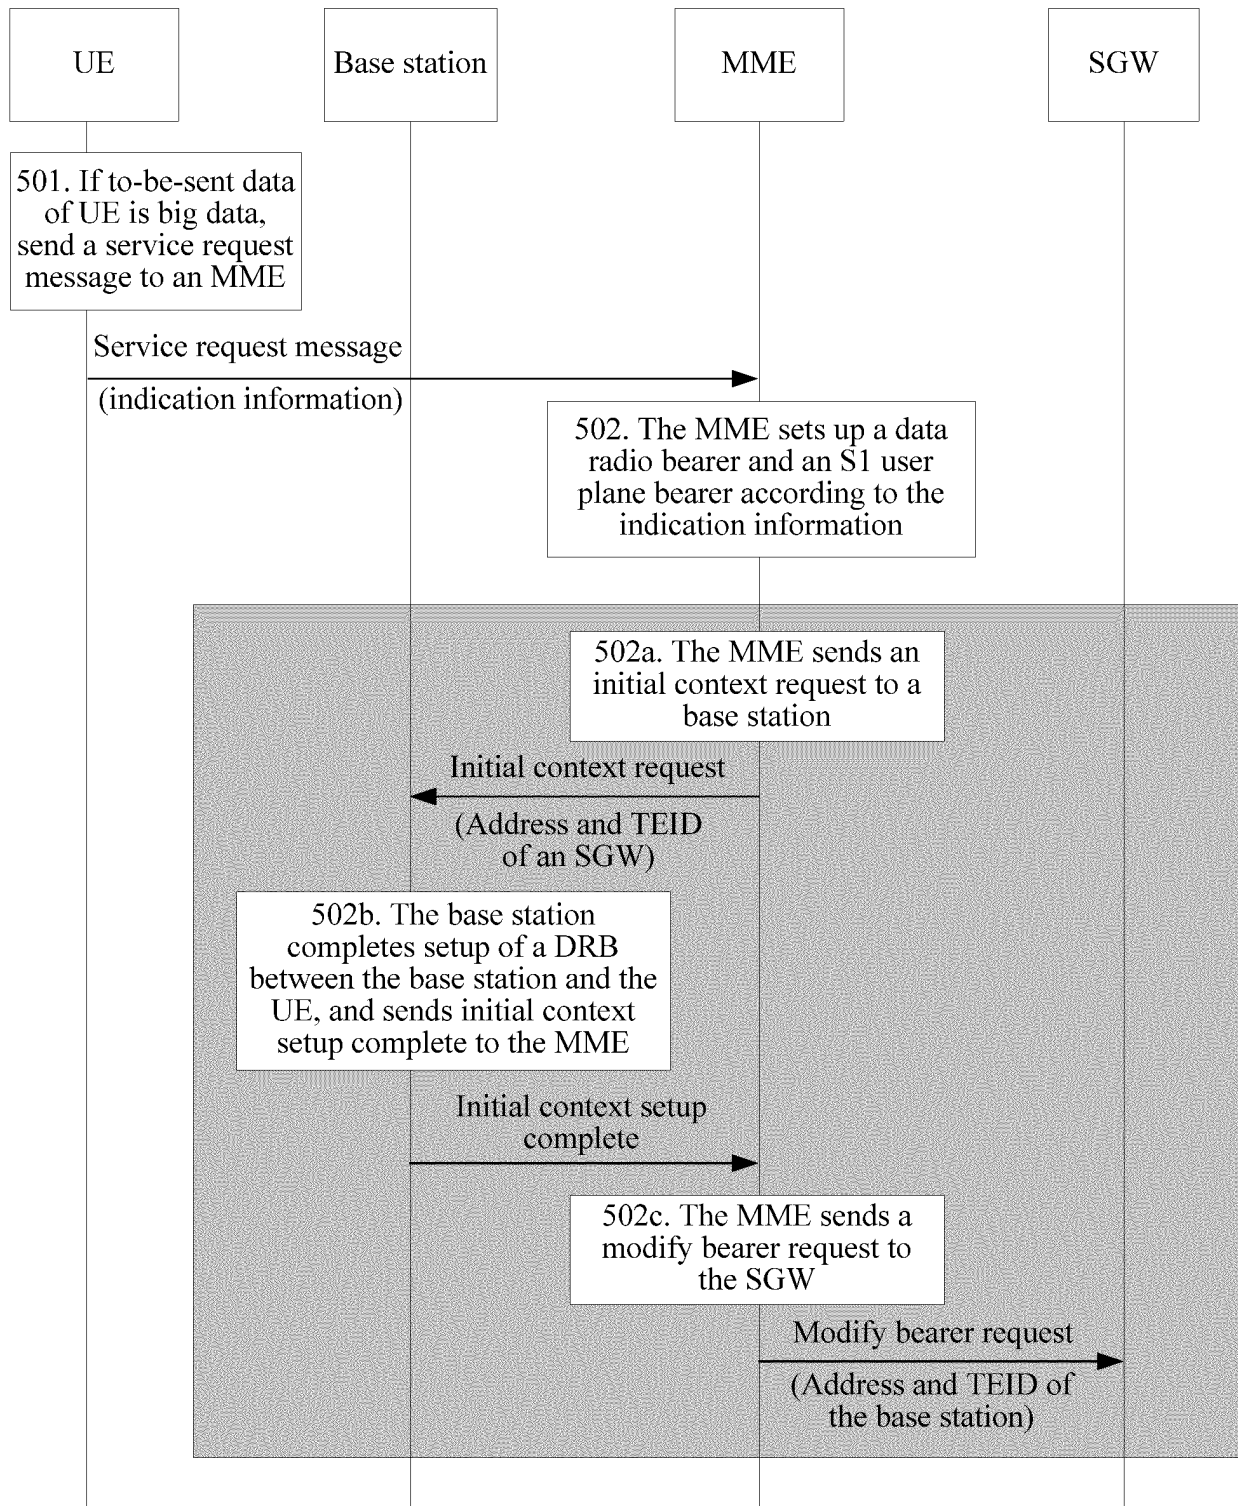 UE
Base station
MME
SGW
501. If to-be-sent data
of UE is big data,
send a service request
message to an MME
Service request message
(indication information)
502. The MME sets up a data
radio bearer and an S1 user
plane bearer according to the
indication information
502a. The MME sends an
initial context request to a
base station
Initial context request
(Address and TEID
of an SGW)
502b. The base station
completes setup of a DRB
between the base station and the
UE, and sends initial context
setup complete to the MME
Initial context setup
complete
502c. The MME sends a
modify bearer request to
the SGW
Modify bearer request
(Address and TEID of
the base station)